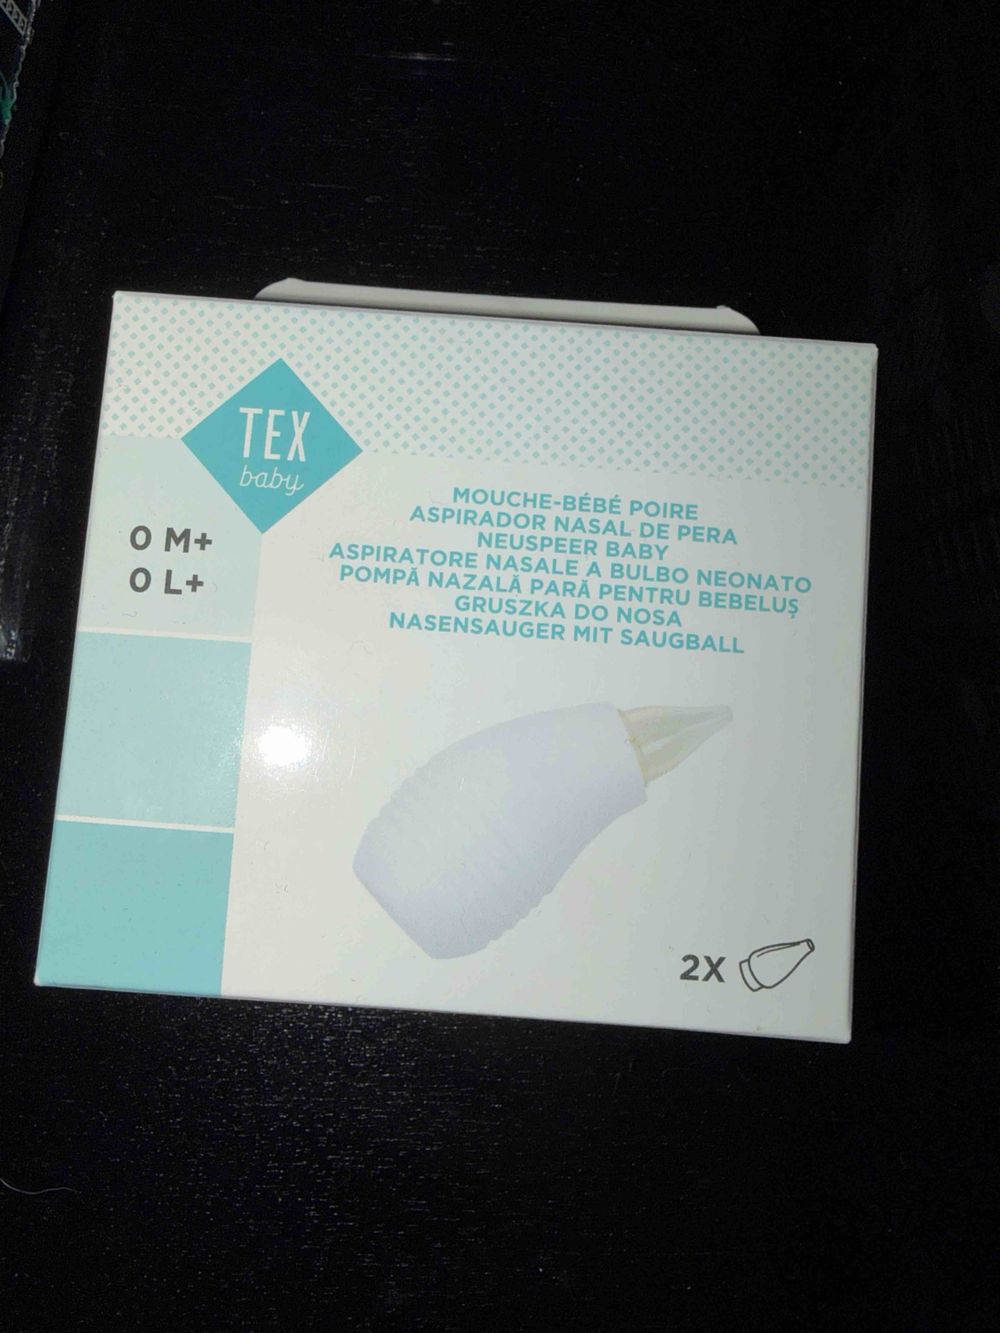 TEX
baby
0 M+
0 L+
MOUCHE-BÉBÉ POIRE
ASPIRADOR NASAL DE PERA
NEUSPEER BABY
ASPIRATORE NASALE A BULBO NEONATO
POMPĂ NAZALĂ PARĂ PENTRU BEBELUȘ
GRUSZKA DO NOSA
NASENSAUGER MIT SAUGBALL
2X